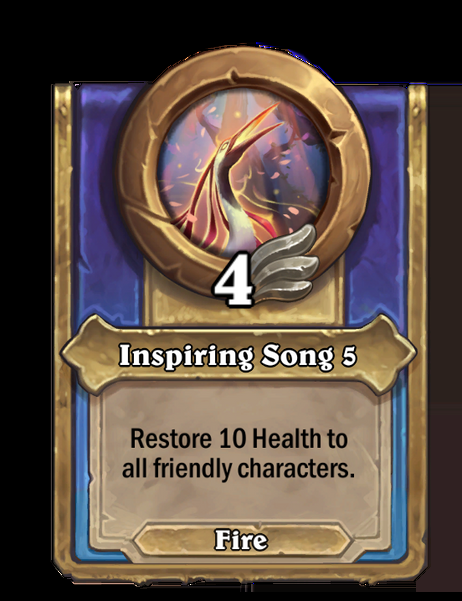 4
Inspiring Song 5
Restore 10 Health to
all friendly characters.
Fire